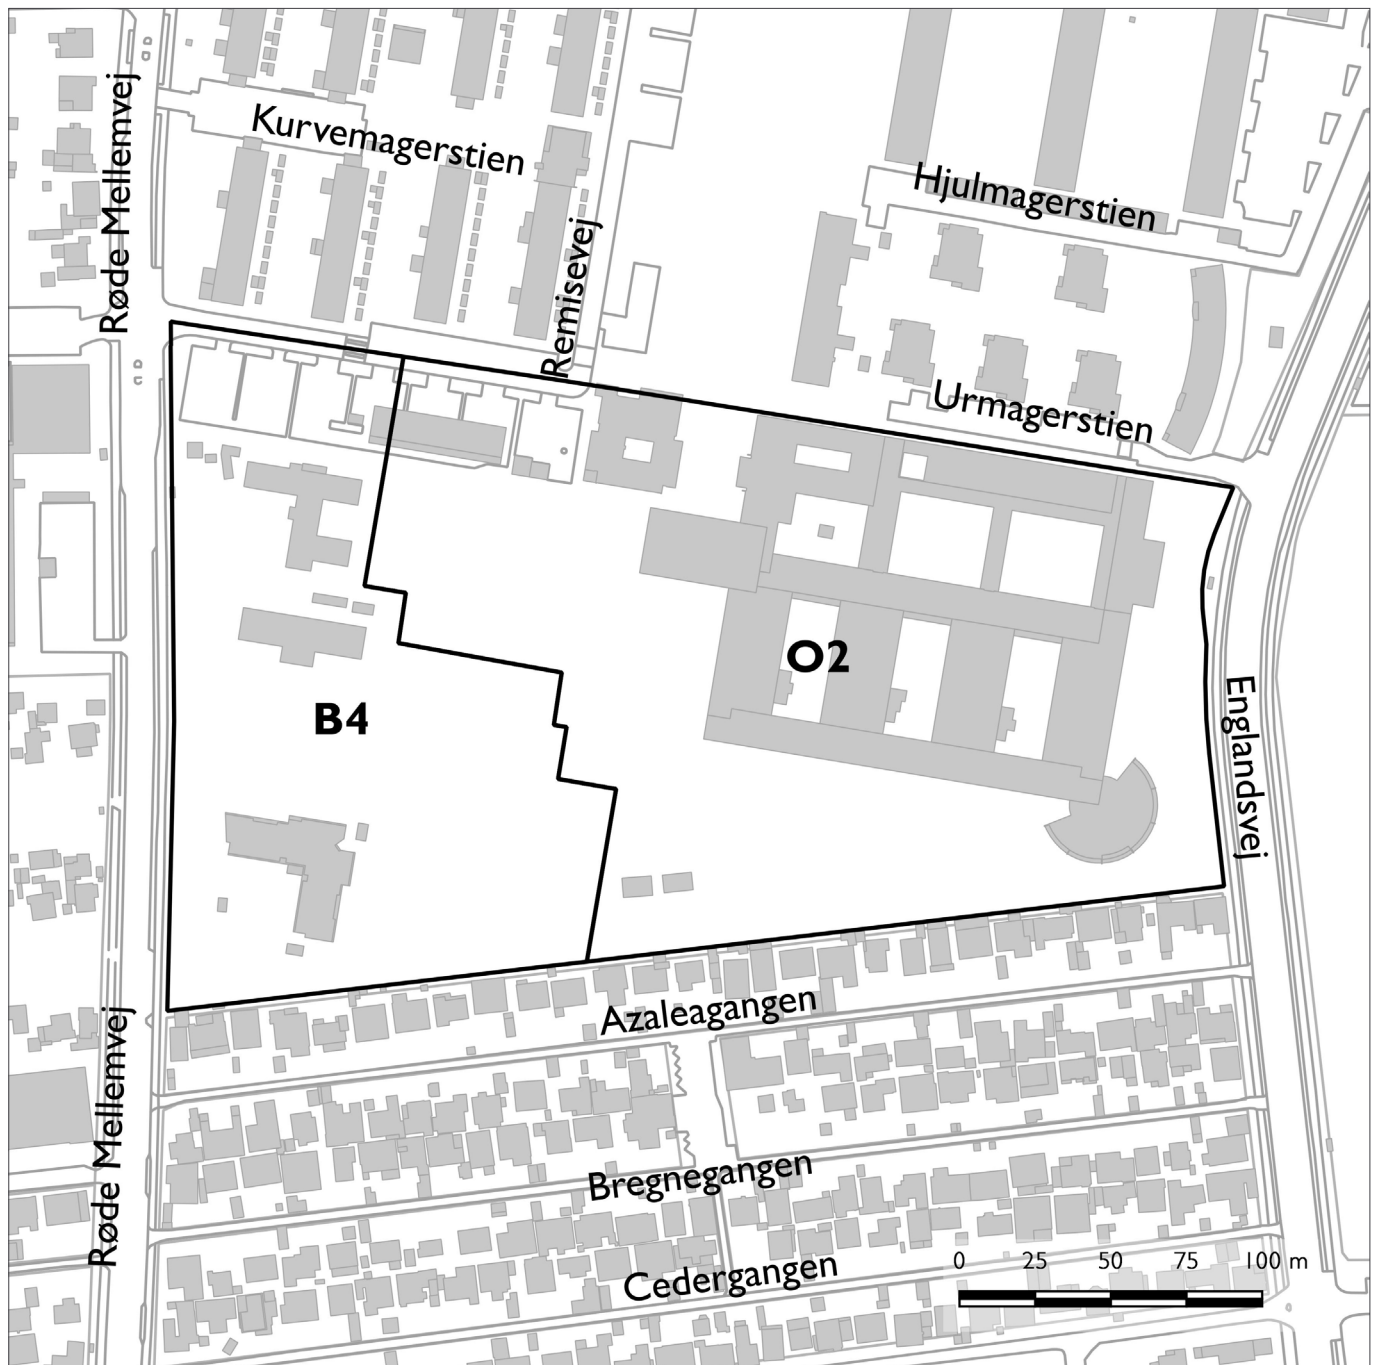 Røde Mellemvej
Kurvemagerstien
Hjulmagerstien
Remisevej
Urmagerstien
O2
B4
Englandsvej
Røde Mellemvej
Azaleagangen
Bregnegangen
Cedergangen
0 25 50 75 100 m